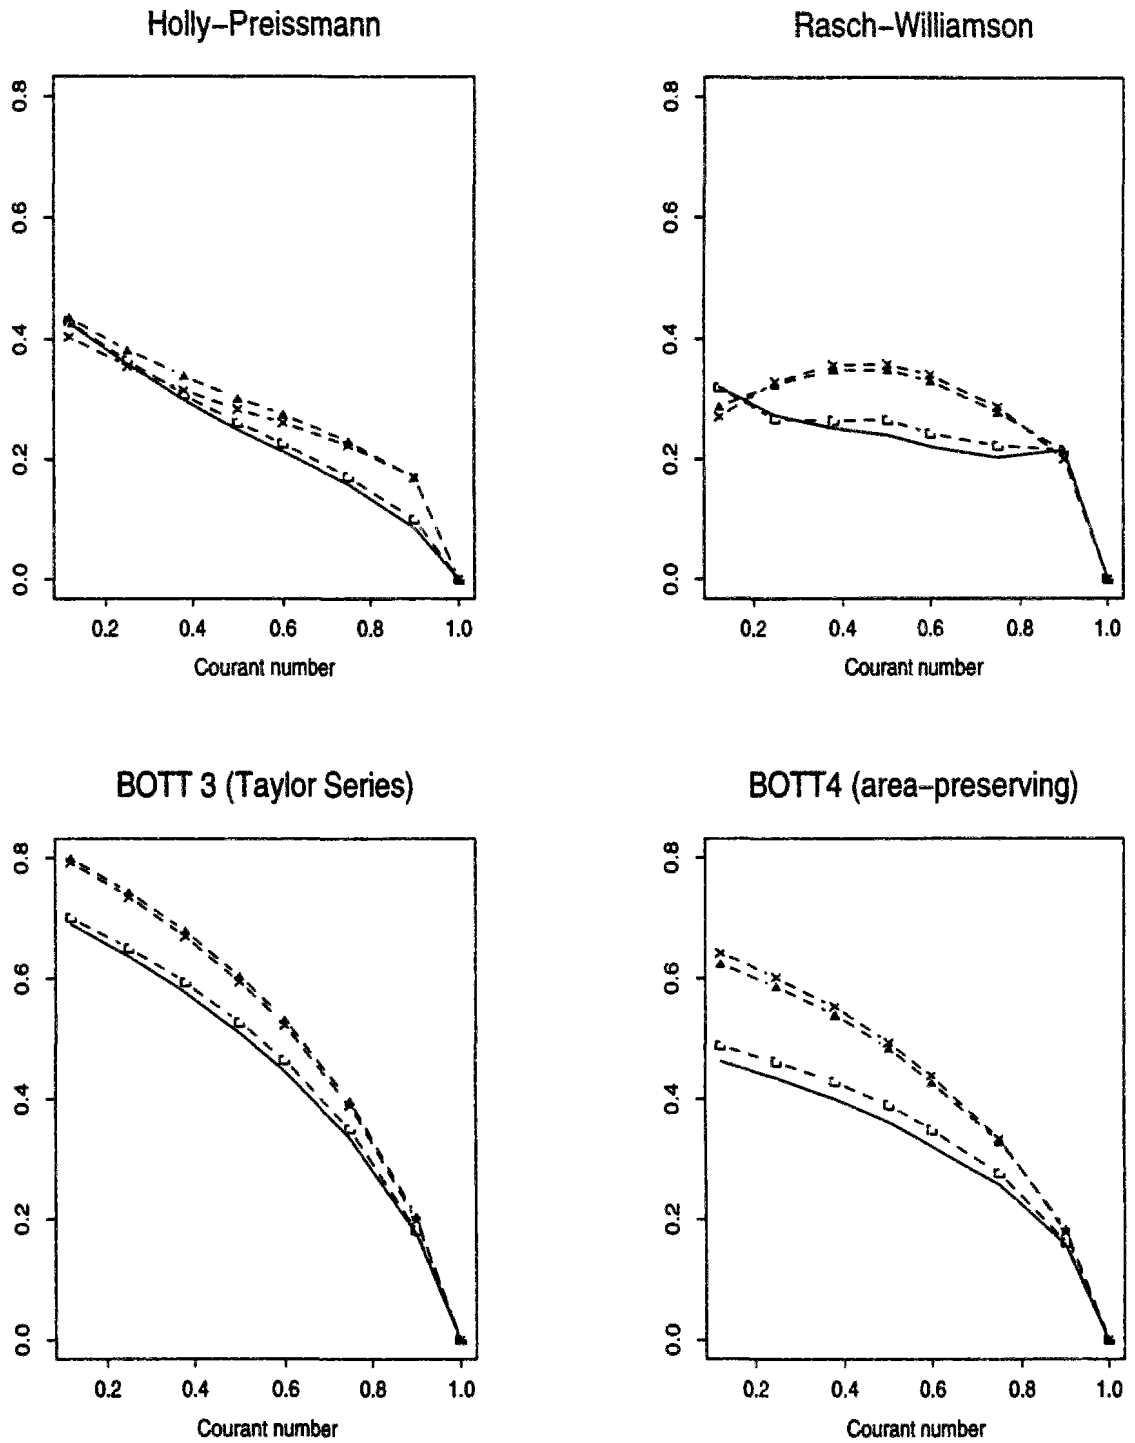 Holly-Preissmann
Rasch-Williamson
0.8
0.6
0.4
0.2
0.0
0.2 0.4 0.6 0.8 1.0
Courant number
0.8
0.6
0.4
0.2
0.0
0.2 0.4 0.6 0.8 1.0
Courant number
BOTT 3 (Taylor Series)
BOTT4 (area-preserving)
0.8
0.6
0.4
0.2
0.0
0.2 0.4 0.6 0.8 1.0
Courant number
0.8
0.6
0.4
0.2
0.0
0.2 0.4 0.6 0.8 1.0
Courant number